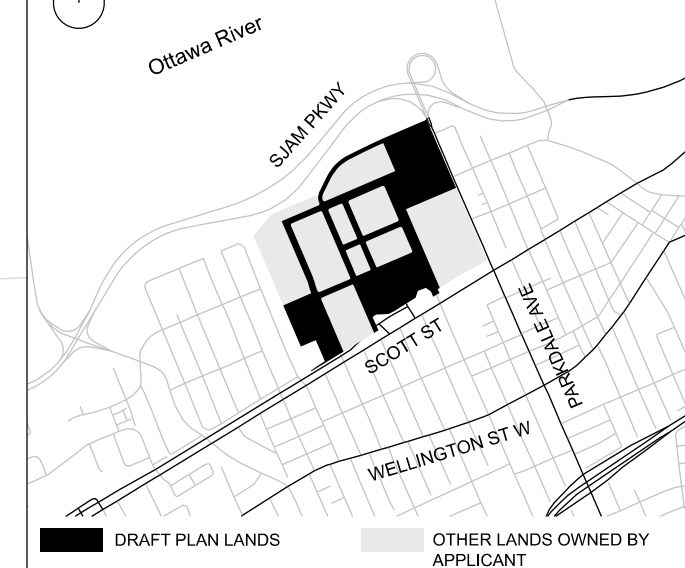 Ottawa River
SJAM PKWY
PARKDALE AVE
SCOTT ST
WELLINGTON ST W
DRAFT PLAN LANDS
OTHER LANDS OWNED BY
APPLICANT